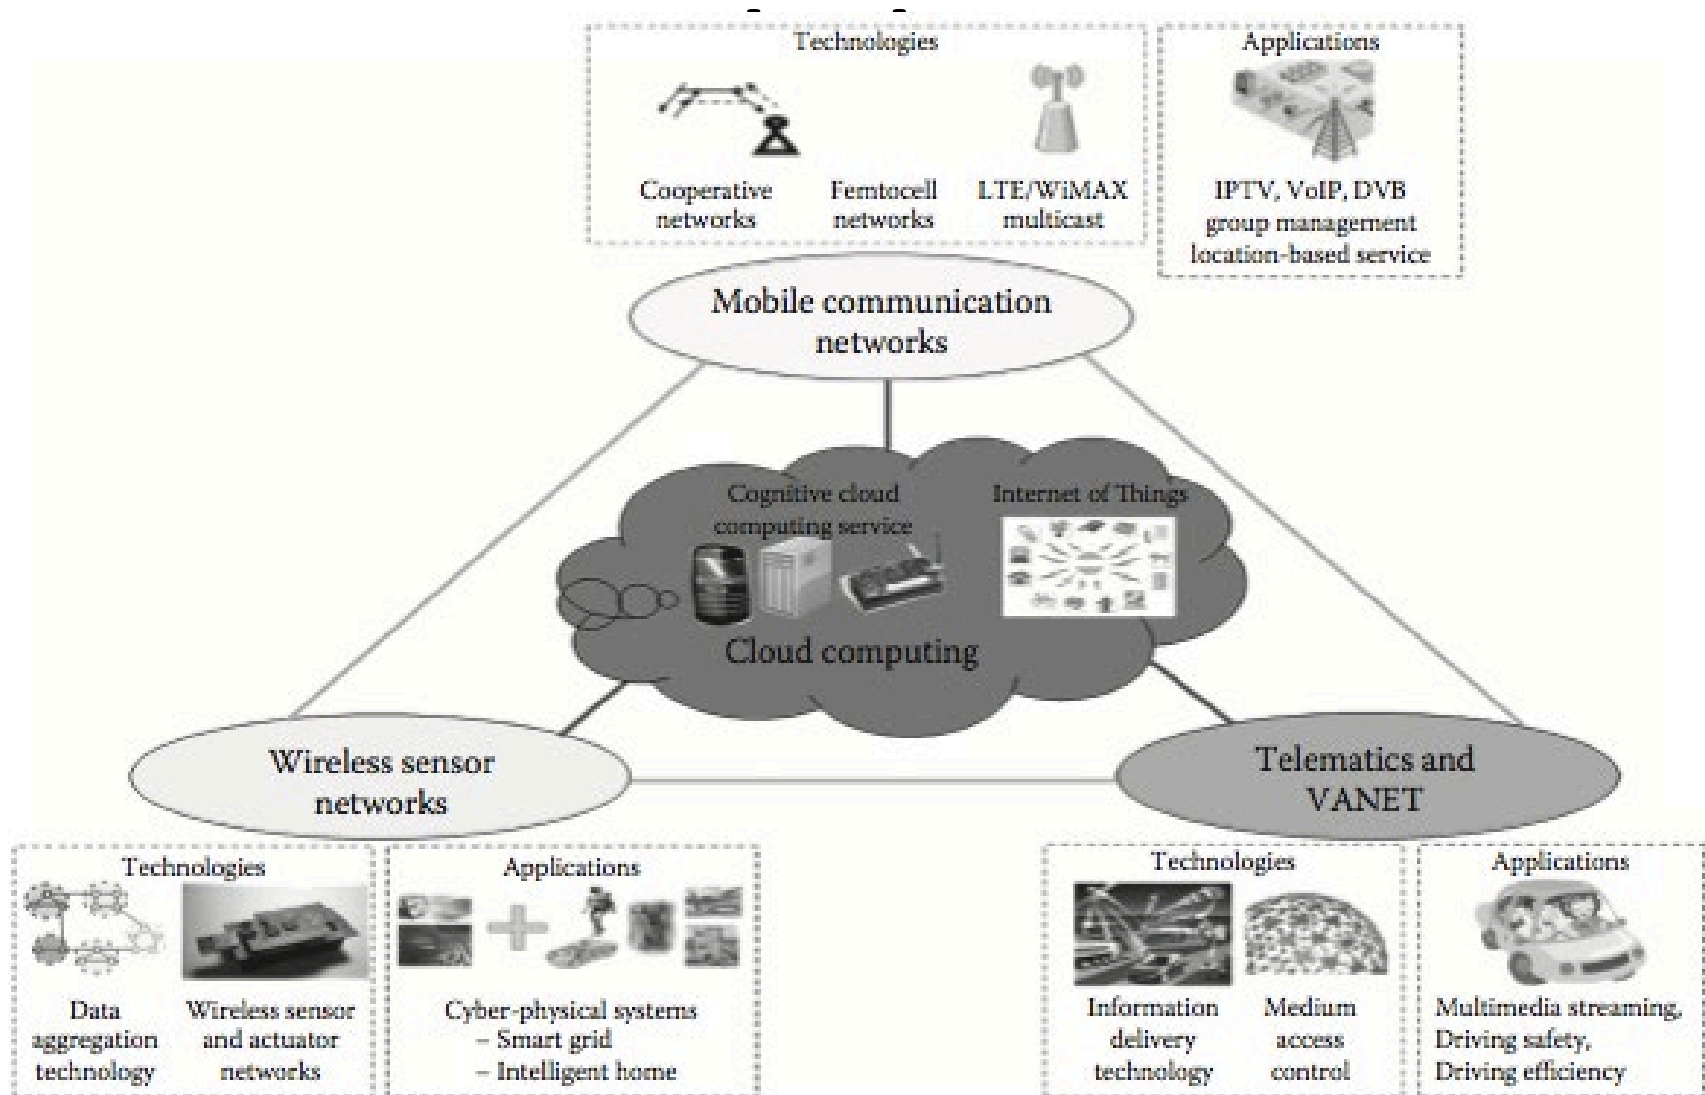 Technologies
Cooperative
networks
Femtocell
networks
LTE/WiMAX
multicast
Applications
IPTV, VoIP, DVB
group management
location-based service
Mobile communication
networks
Cognitive cloud
computing service
Internet of Things
Cloud computing
Wireless sensor
networks
Telematics and
VANET
Technologies
Data
aggregation
technology
Wireless sensor
and actuator
networks
Applications
Cyber-physical systems
– Smart grid
– Intelligent home
Technologies
Information
delivery
technology
Medium
access
control
Applications
Multimedia streaming,
Driving safety,
Driving efficiency